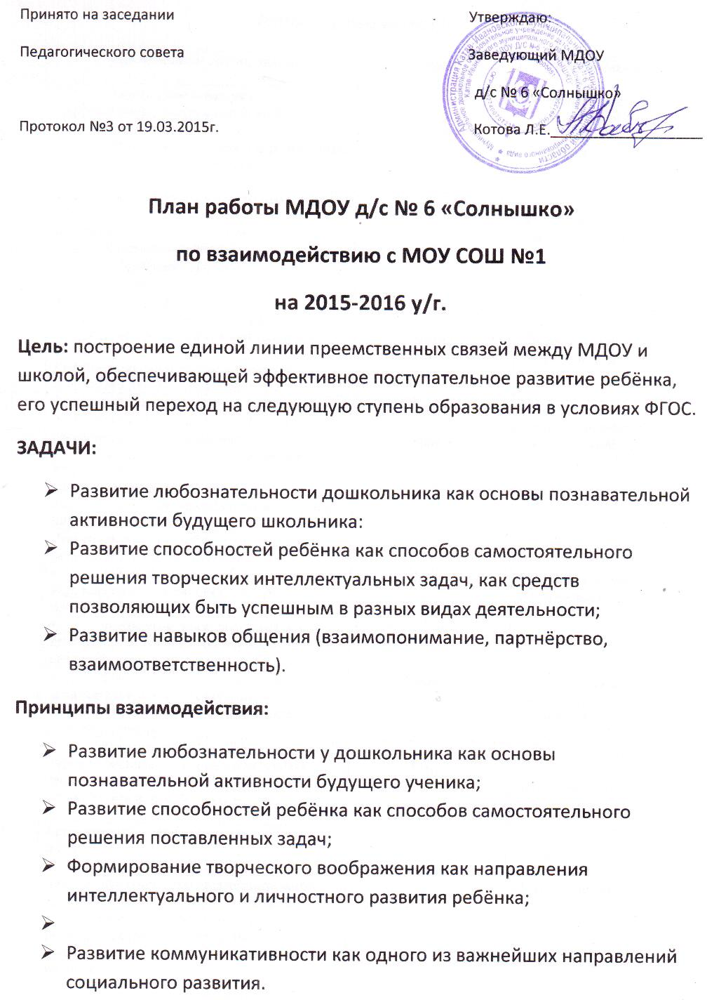 Принято на заседании
Утверждаю:
Педагогического совета
Заведующий МДОУ
д/с № 6 «Солнышко»
Протокол №3 от 19.03.2015г.
Котова Л.Е.
План работы МДОУ д/с № 6 «Солнышко»
по взаимодействию с МОУ СОШ №1
на 2015-2016 у/г.
Цель: построение единой линии преемственных связей между МДОУ и
школой, обеспечивающей эффективное поступательное развитие ребёнка,
его успешный переход на следующую ступень образования в условиях ФГОС.
ЗАДАЧИ:
Развитие любознательности дошкольника как основы познавательной
активности будущего школьника:
Развитие способностей ребёнка как способов самостоятельного
решения творческих интеллектуальных задач, как средств
позволяющих быть успешным в разных видах деятельности;
Развитие навыков общения (взаимопонимание, партнёрство,
взаимоответственность).
Принципы взаимодействия:
Развитие любознательности у дошкольника как основы
познавательной активности будущего ученика;
Развитие способностей ребёнка как способов самостоятельного
решения поставленных задач;
Формирование творческого воображения как направления
интеллектуального и личностного развития ребёнка;
Развитие коммуникативности как одного из важнейших направлений
социального развития.